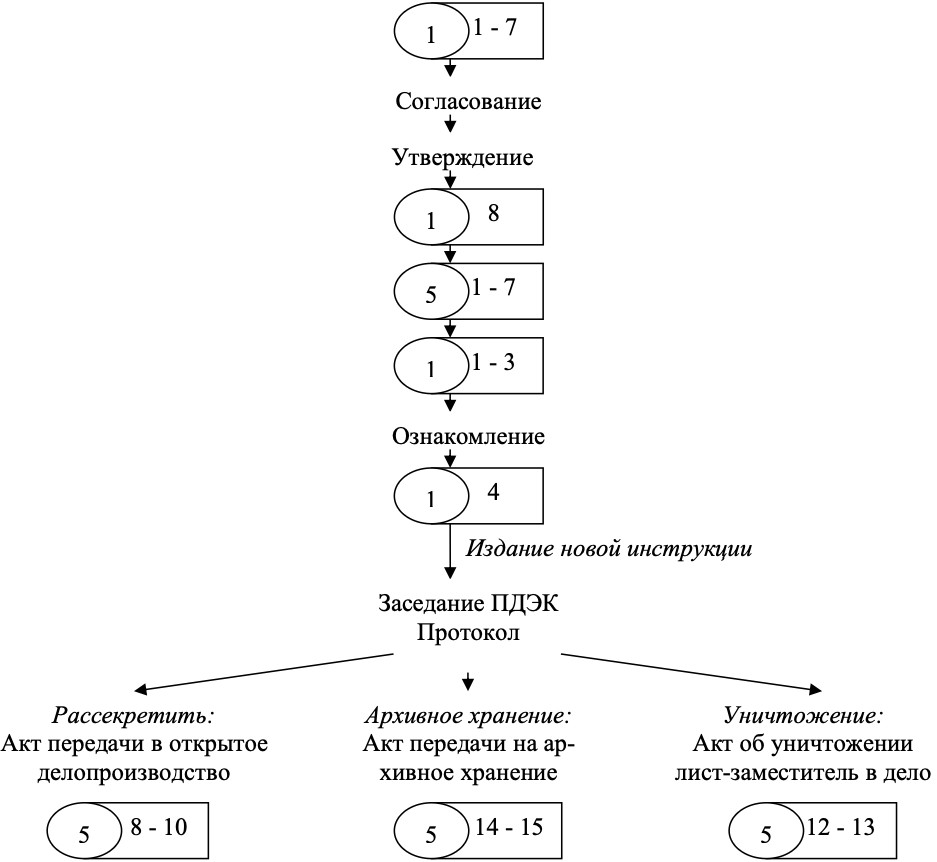 1 1 - 7
Согласование
Утверждение
1 8
5 1 - 7
1 1 - 3
Ознакомление
1 4
Издание новой инструкции
Заседание ПДЭК
Протокол
Рассекретить:
Акт передачи в открытое
делопроизводство
5 8 - 10
Архивное хранение:
Акт передачи на ар-
хивное хранение
5 14 - 15
Уничтожение:
Акт об уничтожении
лист-заместитель в дело
5 12 - 13